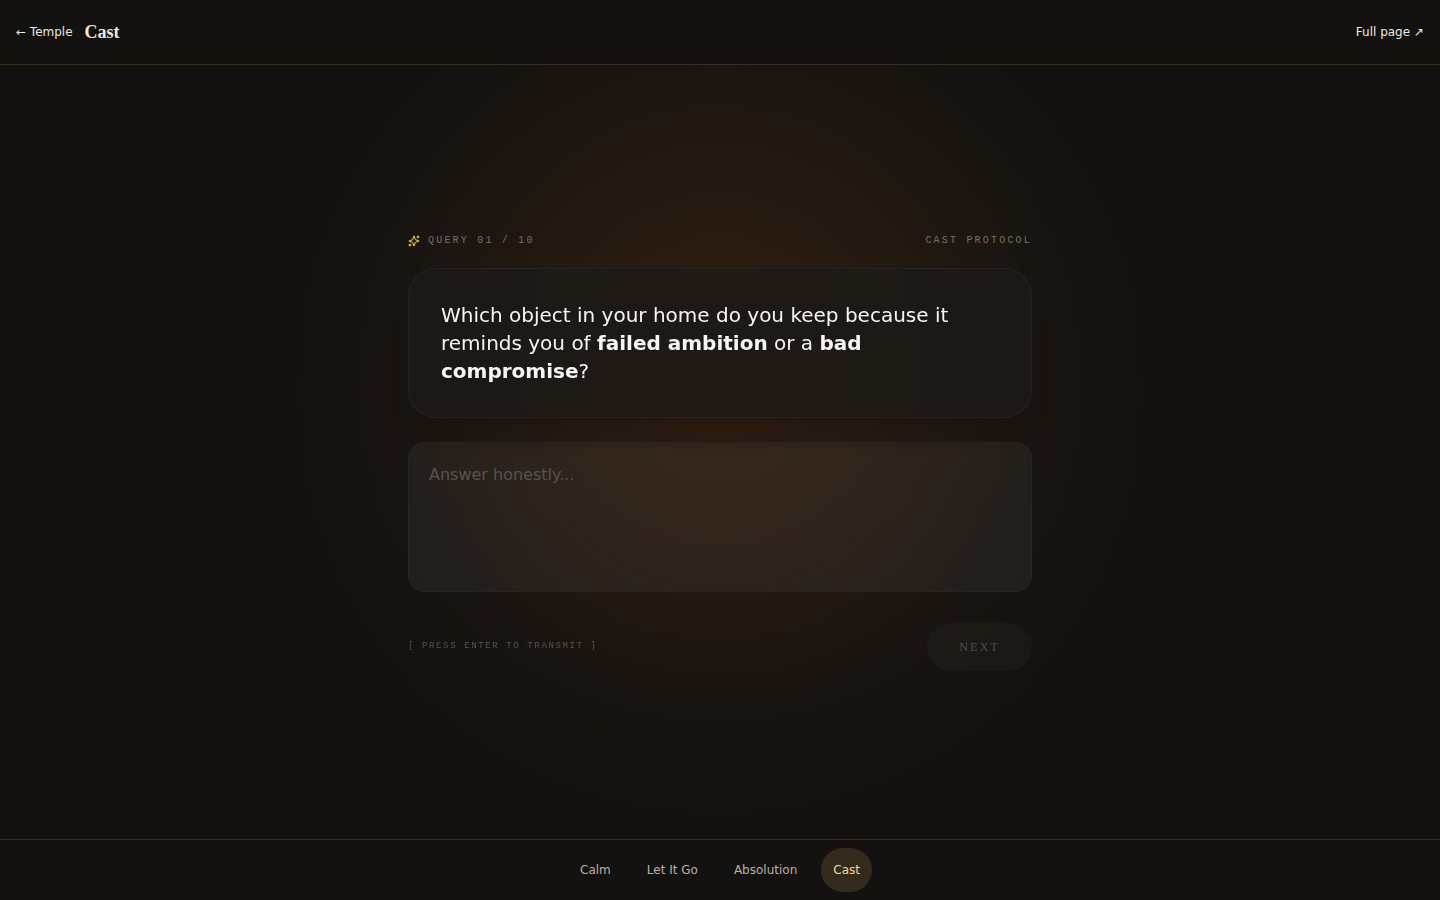 ← Temple Cast
Full page ↗
QUERY 01 / 10
CAST PROTOCOL
Which object in your home do you keep because it
reminds you of failed ambition or a bad
compromise?
Answer honestly...
[ PRESS ENTER TO TRANSMIT ]
NEXT
Calm
Let It Go
Absolution
Cast